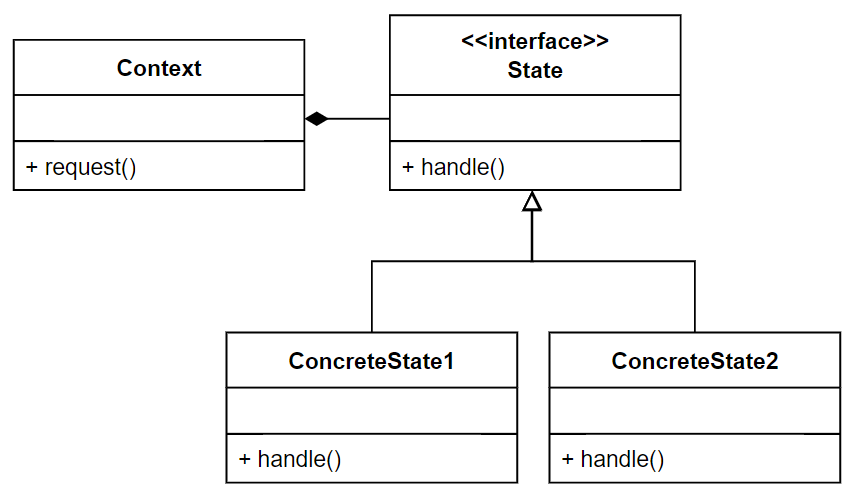 Context
+ request()
<<interface>>
State
+ handle()
ConcreteState1
+ handle()
ConcreteState2
+ handle()